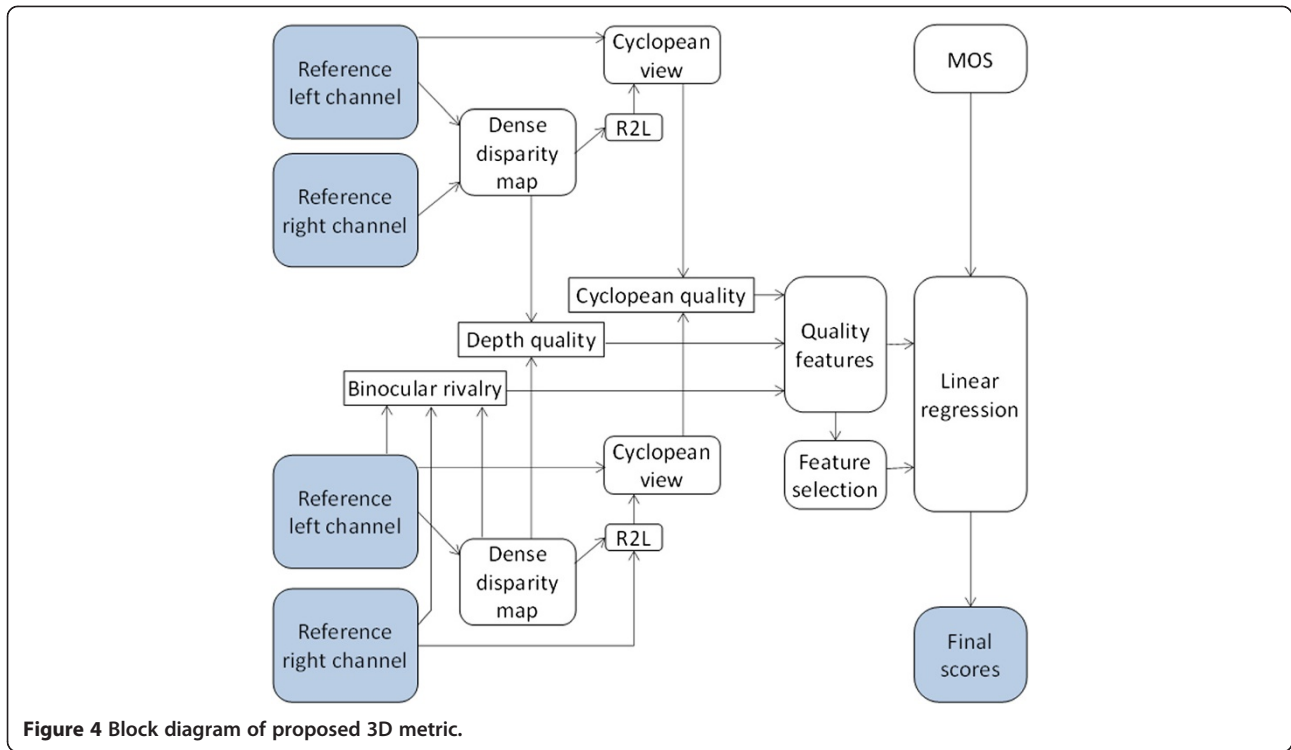 Reference
left channel
Reference
right channel
Dense
disparity
map
Cyclopean
view
R2L
MOS
Cyclopean quality
Depth quality
Binocular rivalry
Quality
features
Feature
selection
Linear
regression
Reference
left channel
Reference
right channel
Dense
disparity
map
Cyclopean
view
R2L
Final
scores
Figure 4 Block diagram of proposed 3D metric.